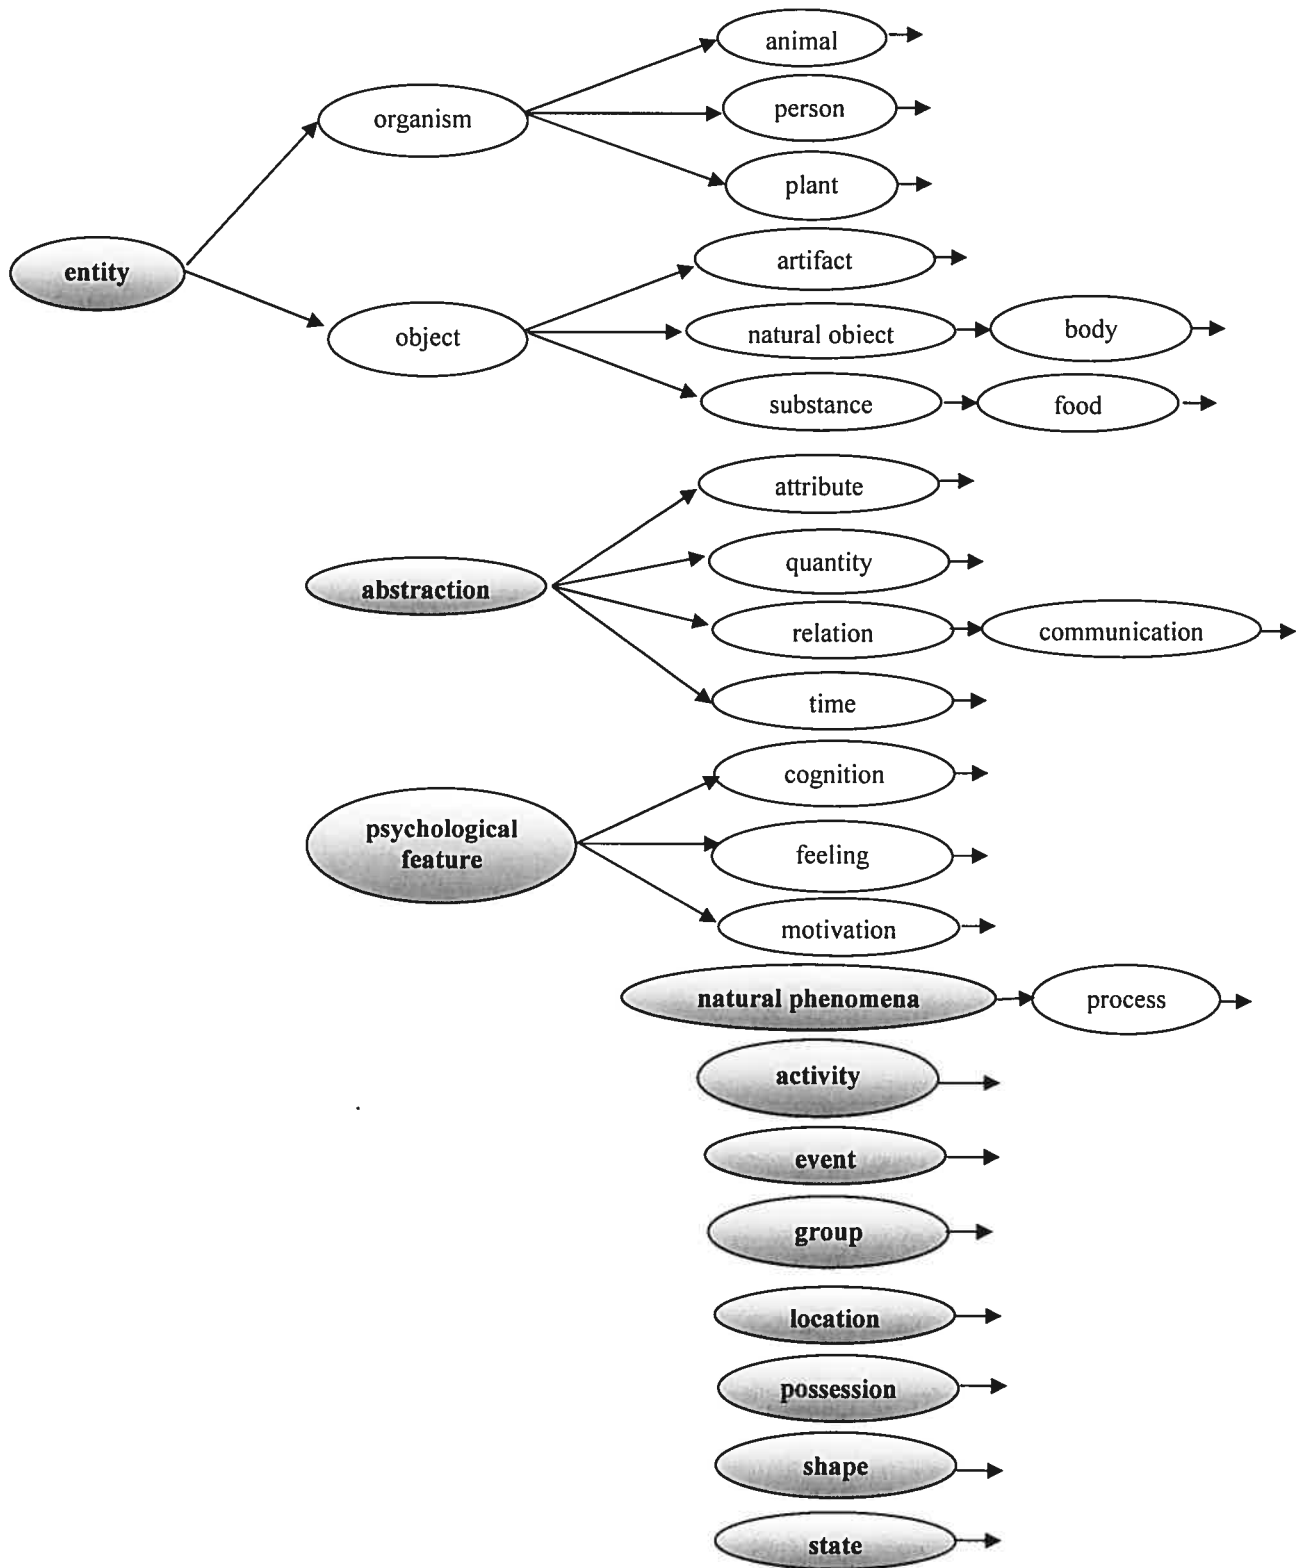 animal
person
organism
plant
entity
artifact
object
natural object
body
substance
food
attribute
quantity
abstraction
relation
communication
time
cognition
psychological
feature
feeling
motivation
natural phenomena
process
activity
event
group
location
possession
shape
state